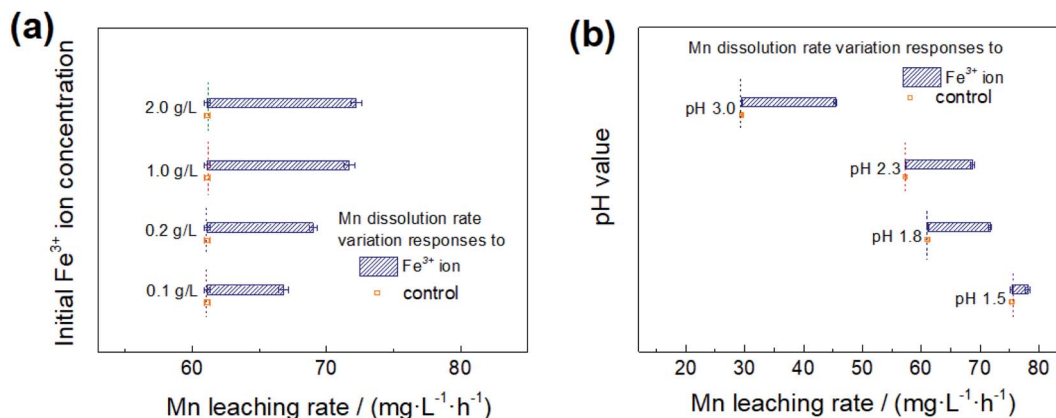 (a)
Initial Fe³⁺ ion concentration
2.0 g/L
1.0 g/L
0.2 g/L
0.1 g/L
Mn dissolution rate
variation responses to
Fe³⁺ ion
control
60 70 80
Mn leaching rate / (mg·L⁻¹·h⁻¹)
(b)
pH value
Mn dissolution rate variation responses to
Fe³⁺ ion
control
pH 3.0
pH 2.3
pH 1.8
pH 1.5
20 30 40 50 60 70 80
Mn leaching rate / (mg·L⁻¹·h⁻¹)